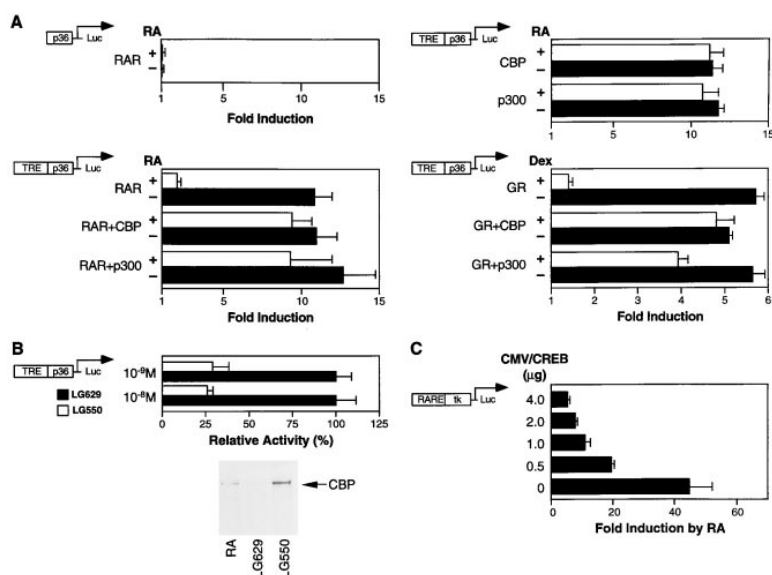 A
p36 Luc
RA
RAR + −
1 5 10 15
Fold Induction
TRE p36 Luc
RA
CBP + −
p300 + −
1 5 10 15
Fold Induction
TRE p36 Luc
RA
RAR + −
RAR+CBP + −
RAR+p300 + −
1 5 10 15
Fold Induction
TRE p36 Luc
Dex
GR + −
GR+CBP + −
GR+p300 + −
1 2 3 4 5 6
Fold Induction
B
TRE p36 Luc
LG629
LG550
10⁻⁹M
10⁻⁸M
0 25 50 75 100 125
Relative Activity (%)
CBP
RA
LG629
LG550
C
CMV/CREB
(μg)
RARE tk Luc
4.0
2.0
1.0
0.5
0
0 20 40 60
Fold Induction by RA